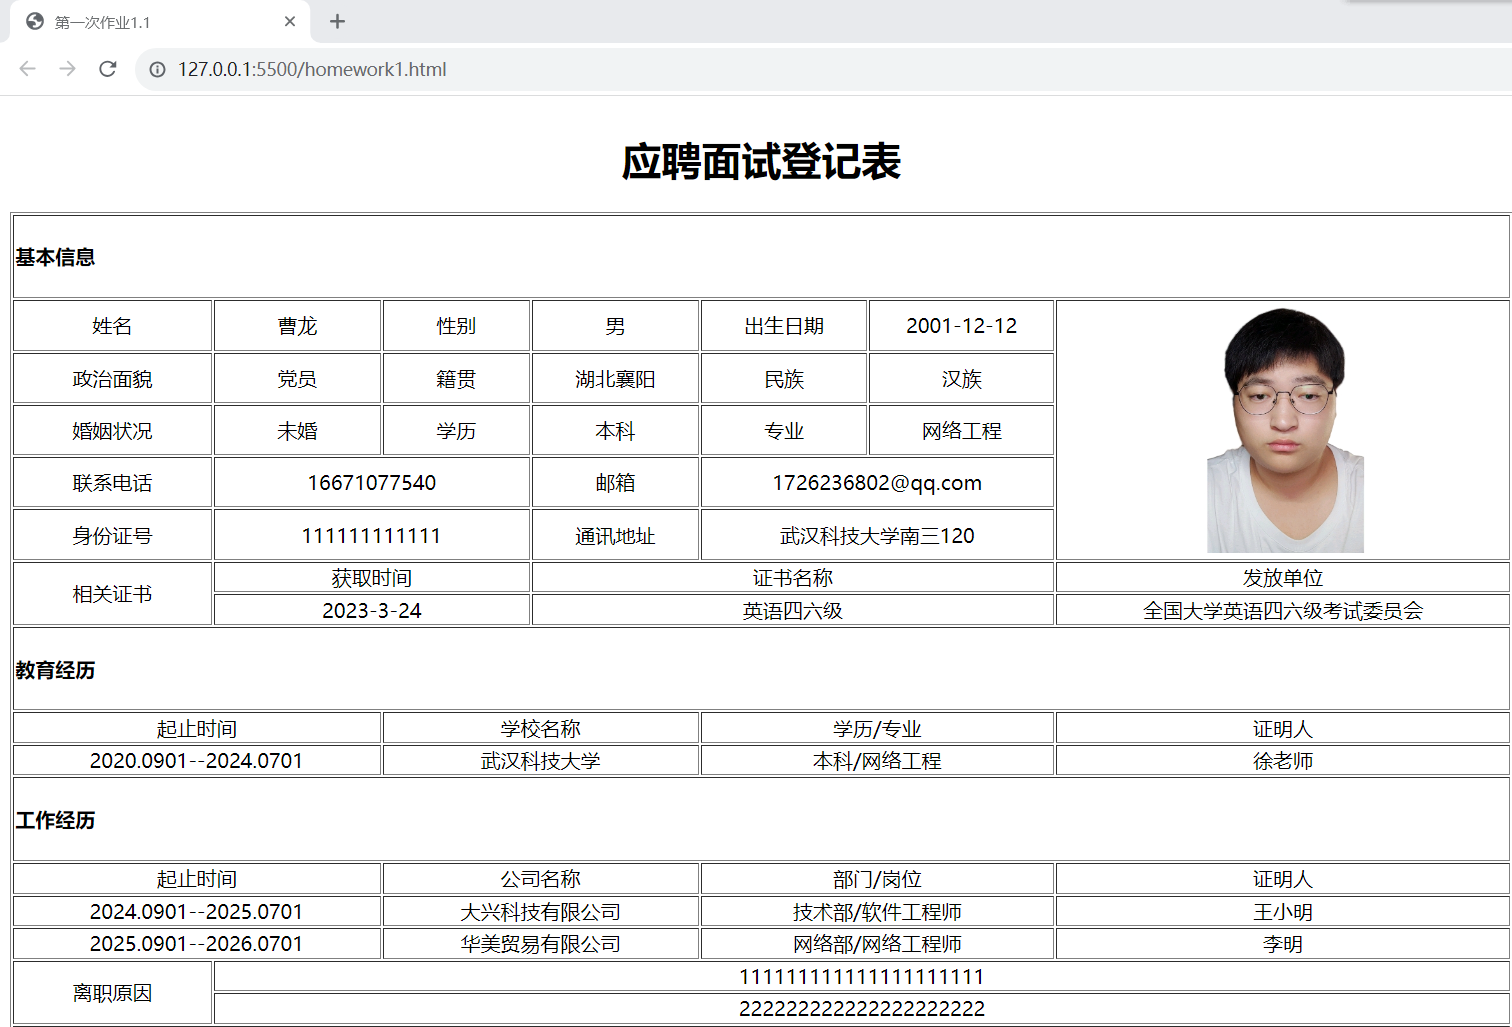 第一次作业1.1
127.0.0.1:5500/homework1.html
应聘面试登记表
基本信息
姓名 曹龙 性别 男 出生日期 2001-12-12
政治面貌 党员 籍贯 湖北襄阳 民族 汉族
婚姻状况 未婚 学历 本科 专业 网络工程
联系电话 16671077540 邮箱 1726236802@qq.com
身份证号 111111111111 通讯地址 武汉科技大学南三120
相关证书 获取时间 证书名称 发放单位
2023-3-24 英语四六级 全国大学英语四六级考试委员会
教育经历
起止时间 学校名称 学历/专业 证明人
2020.0901--2024.0701 武汉科技大学 本科/网络工程 徐老师
工作经历
起止时间 公司名称 部门/岗位 证明人
2024.0901--2025.0701 大兴科技有限公司 技术部/软件工程师 王小明
2025.0901--2026.0701 华美贸易有限公司 网络部/网络工程师 李明
离职原因 111111111111111111111
222222222222222222222